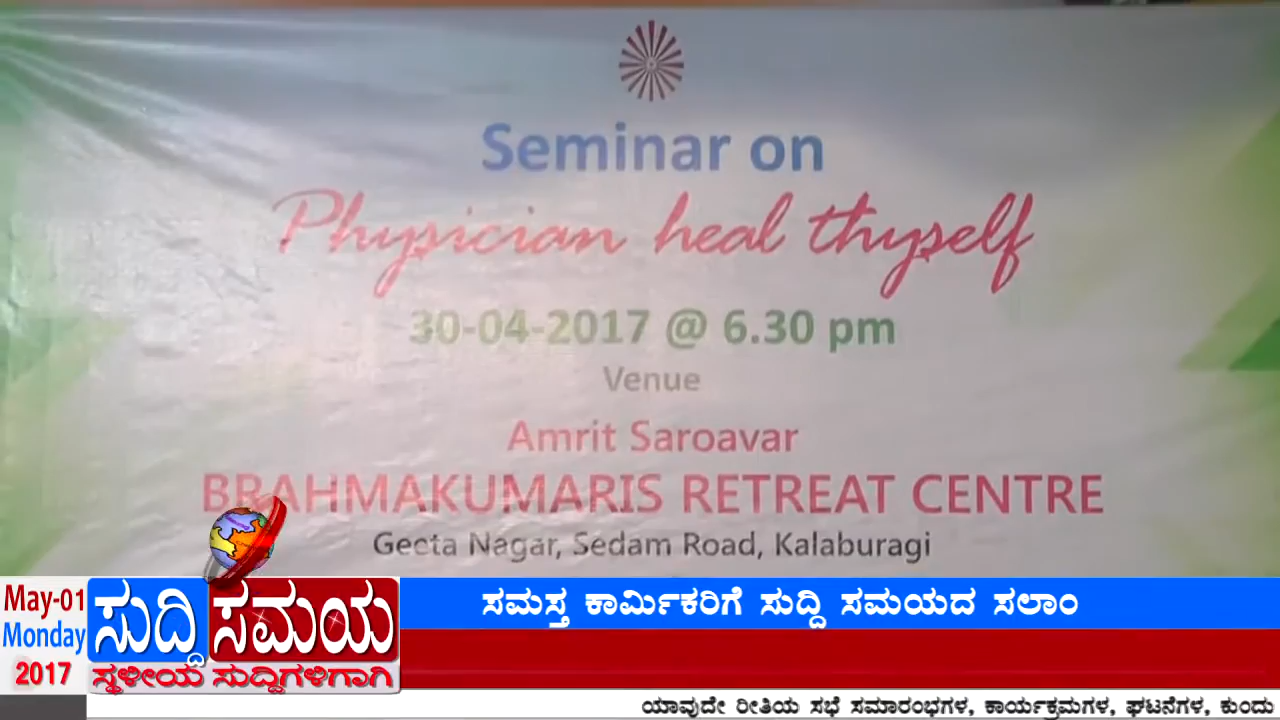 Seminar on
Physician heal thyself
30-04-2017 @ 6.30 pm
Venue
Amrit Saroavar
BRAHMAKUMARIS RETREAT CENTRE
Geeta Nagar, Sedam Road, Kalaburagi
May-01
Monday
2017
ಸುದ್ದಿ ಸಮಯ
ಸ್ಥಳೀಯ ಸುದ್ದಿಗಳಿಗಾಗಿ
ಸಮಸ್ತ ಕಾರ್ಮಿಕರಿಗೆ ಸುದ್ದಿ ಸಮಯದ ಸಲಾಂ
ಯಾವುದೇ ರೀತಿಯ ಸಭೆ ಸಮಾರಂಭಗಳ, ಕಾರ್ಯಕ್ರಮಗಳ, ಘಟನೆಗಳ, ಕುಂದು